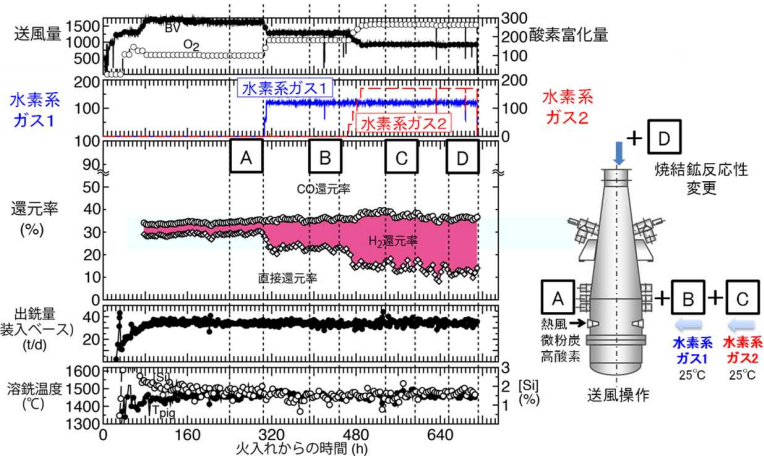 送風量
1500
1000
500
BV
O2
300
200
100
0
酸素富化量
水素系
ガス1
200
100
水素系ガス1
水素系ガス2
200
100
0
水素系
ガス2
100
90
50
40
30
20
10
0
還元率
(%)
A
B
C
D
CO還元率
H2還元率
直接還元率
出銑量
装入ベース)
(t/d)
40
20
0
溶銑温度
(℃)
1600
1500
1400
1300
Si
Tpig
3
2
1
[Si]
(%)
0
160
320
480
640
火入れからの時間 (h)
+ D
焼結鉱反応性
変更
A + B + C
熱風
微粉炭
高酸素
水素系
ガス1
25℃
水素系
ガス2
25℃
送風操作